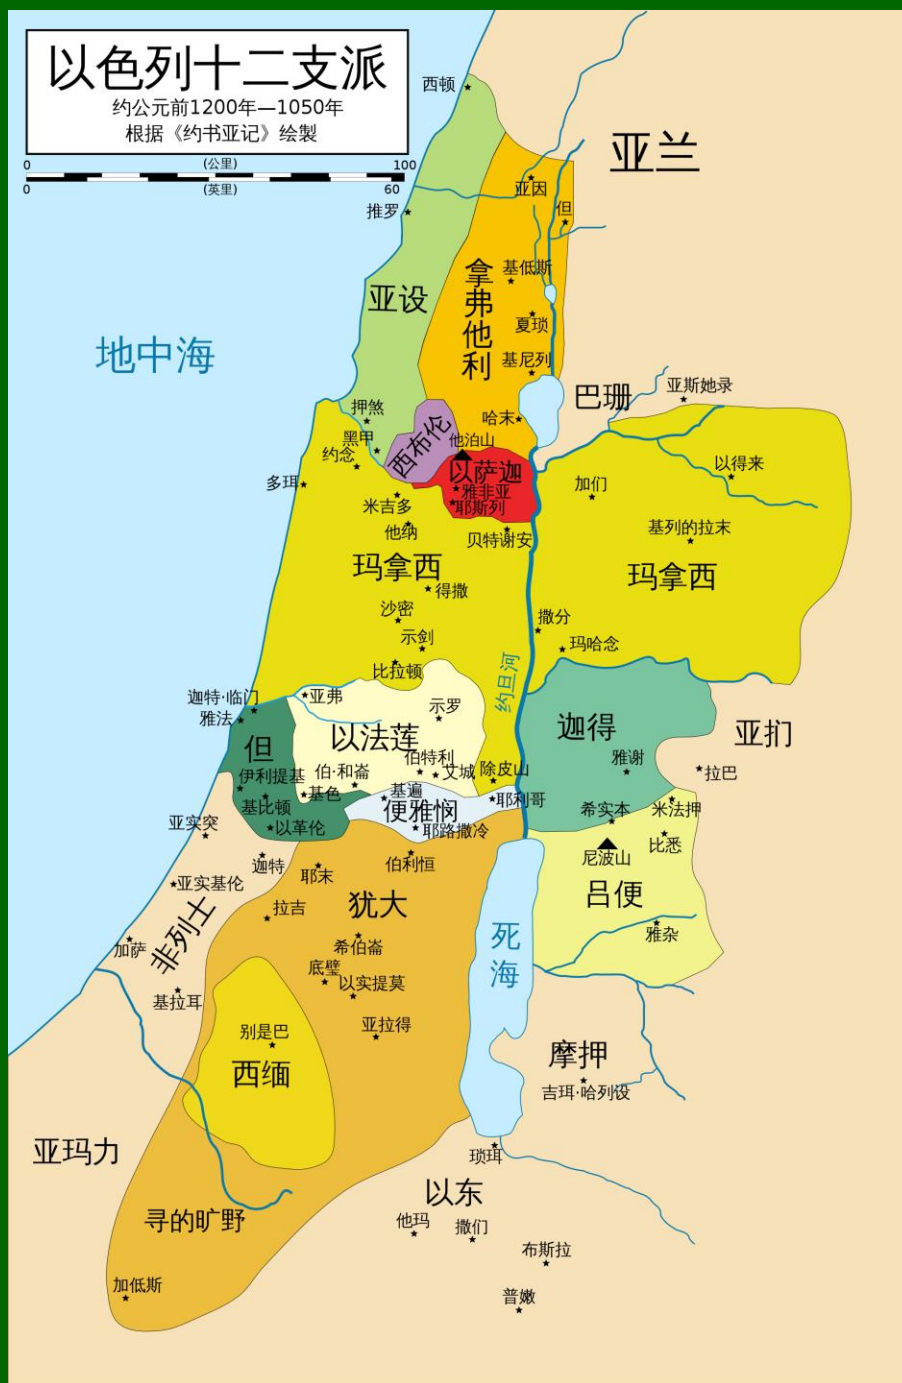 以色列十二支派
约公元前1200年—1050年
根据《约书亚记》绘製
0
(公里)
100
0
(英里)
60
西顿
亚兰
亚因
推罗
但
基低斯
拿弗他利
亚设
夏琐
地中海
基尼列
巴珊
亚斯她录
押煞
哈末
西布伦
黑甲
他泊山
约念
以萨迦
以得来
多珥
雅非亚
加们
米吉多
耶斯列
他纳
贝特谢安
基列的拉末
玛拿西
玛拿西
得撒
沙密
撒分
示剑
玛哈念
比拉顿
约旦河
迦特·临门
亚弗
雅法
示罗
迦得
但
以法莲
亚扪
伯特利
雅谢
伊利提基
伯·和崙
艾城
除皮山
拉巴
基色
基遍
耶利哥
基比顿
便雅悯
希实本
米法押
亚实突
以革伦
耶路撒冷
比悉
迦特
伯利恒
尼波山
亚实基伦
耶末
吕便
拉吉
犹大
非列士
死海
雅杂
加萨
希伯崙
底璧
以实提莫
基拉耳
别是巴
亚拉得
西缅
摩押
吉珥·哈列设
亚玛力
琐珥
以东
寻的旷野
他玛
撒们
布斯拉
加低斯
普嫩